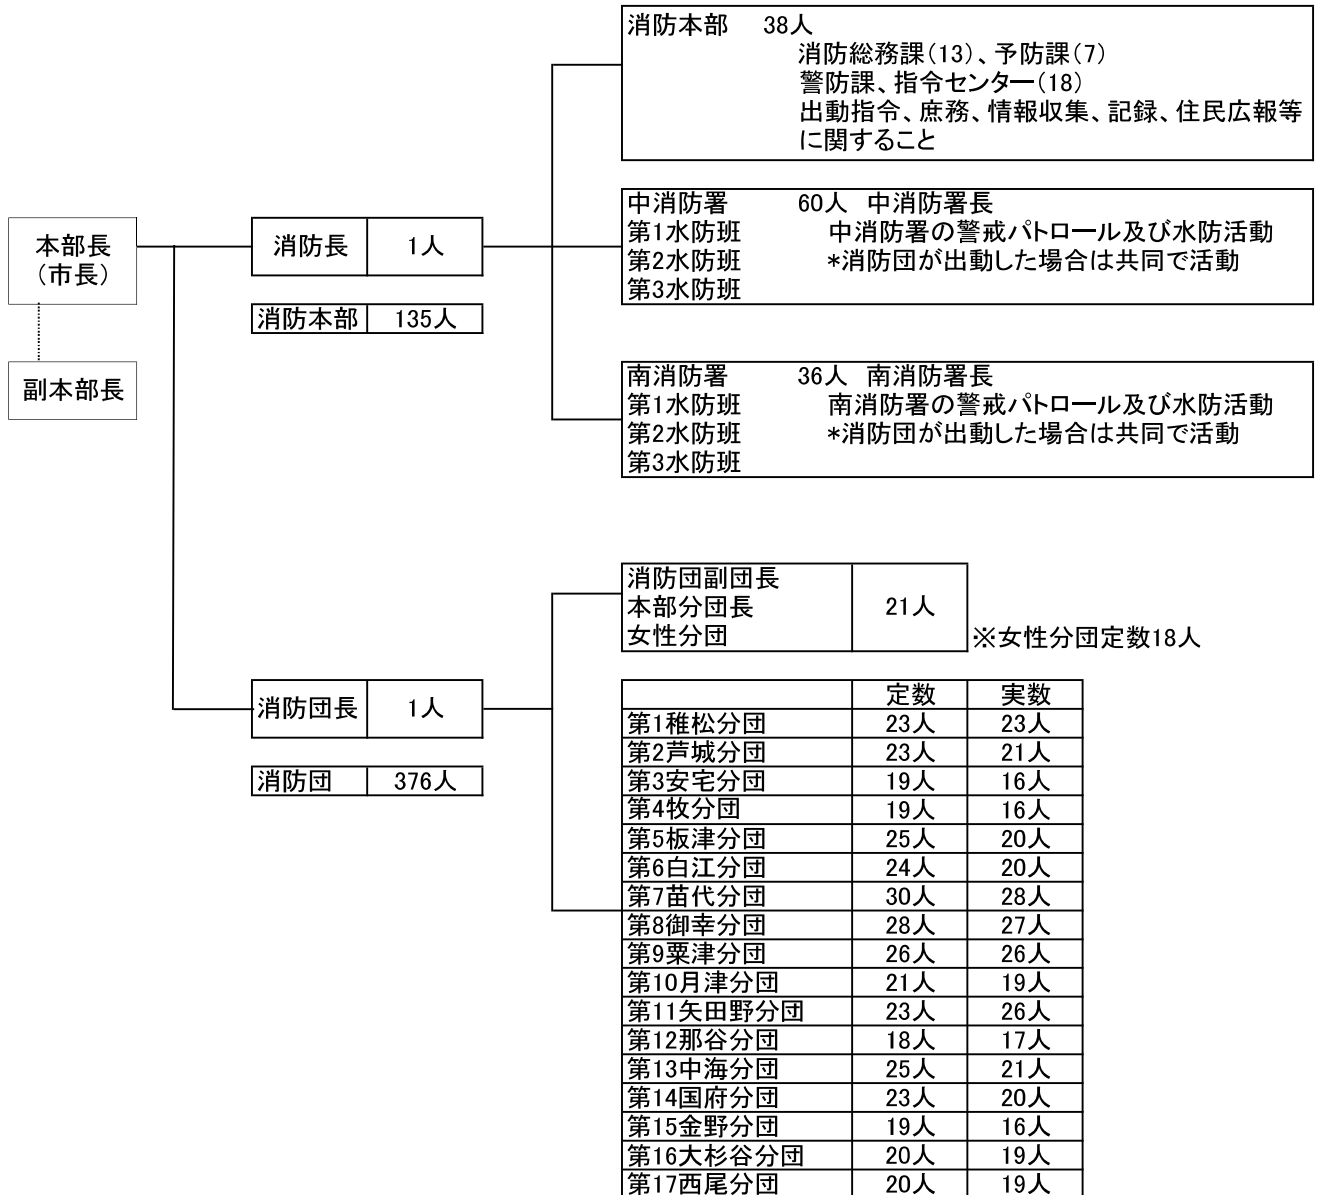 本部長
（市長）
副本部長
消防長 1人
消防本部 135人
消防本部 38人
消防総務課（13）、予防課（7）
警防課、指令センター（18）
出動指令、庶務、情報収集、記録、住民広報等
に関すること
中消防署 60人 中消防署長
第1水防班 中消防署の警戒パトロール及び水防活動
第2水防班 *消防団が出動した場合は共同で活動
第3水防班
南消防署 36人 南消防署長
第1水防班 南消防署の警戒パトロール及び水防活動
第2水防班 *消防団が出動した場合は共同で活動
第3水防班
消防団長 1人
消防団 376人
消防団副団長
本部分団長 21人
女性分団
※女性分団定数18人
定数 実数
第1稚松分団 23人 23人
第2芦城分団 23人 21人
第3安宅分団 19人 16人
第4牧分団 19人 16人
第5板津分団 25人 20人
第6白江分団 24人 20人
第7苗代分団 30人 28人
第8御幸分団 28人 27人
第9粟津分団 26人 26人
第10月津分団 21人 19人
第11矢田野分団 23人 26人
第12那谷分団 18人 17人
第13中海分団 25人 21人
第14国府分団 23人 20人
第15金野分団 19人 16人
第16大杉谷分団 20人 19人
第17西尾分団 20人 19人